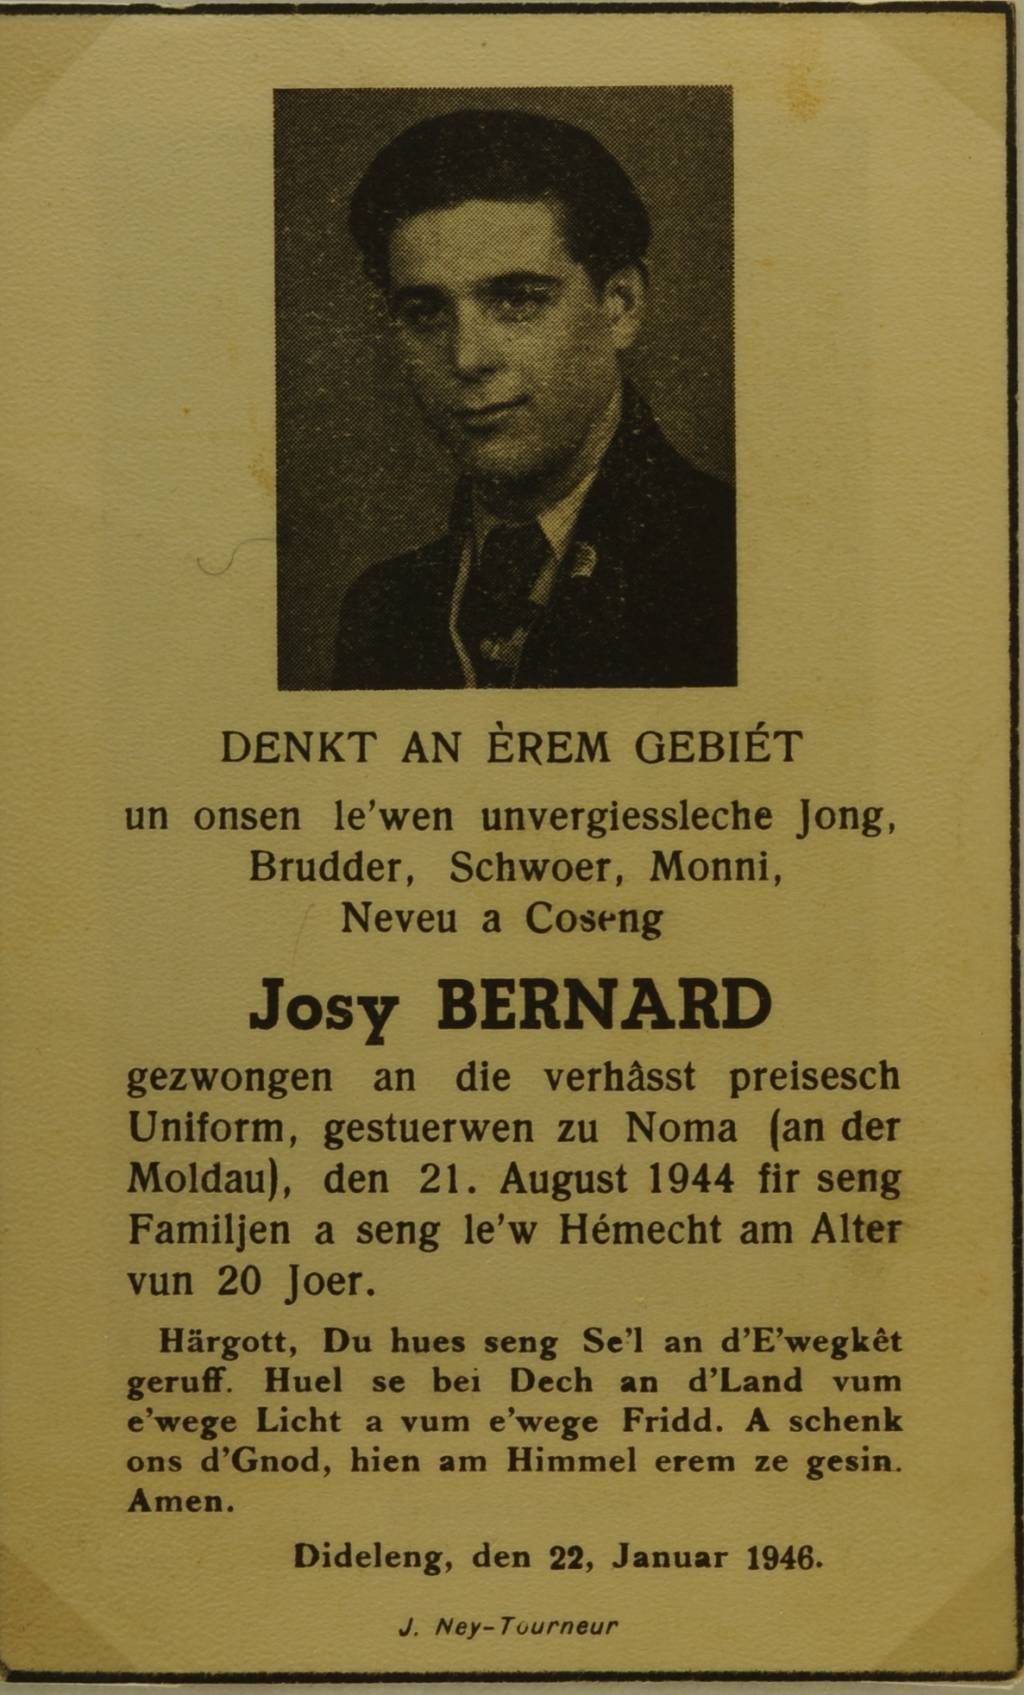 DENKT AN ÈREM GEBIÉT
un onsen le'wen unvergiessleche Jong,
Brudder, Schwoer, Monni,
Neveu a Coseng
Josy BERNARD
gezwongen an die verhâsst preisesch
Uniform, gestuerwen zu Noma (an der
Moldau), den 21. August 1944 fir seng
Familjen a seng le'w Hémecht am Alter
vun 20 Joer.
Härgott, Du hues seng Se'l an d'E'wegkêt
geruff. Huel se bei Dech an d'Land vum
e'wege Licht a vum e'wege Fridd. A schenk
ons d'Gnod, hien am Himmel erem ze gesin.
Amen.
Dideleng, den 22, Januar 1946.
J. Ney-Tourneur